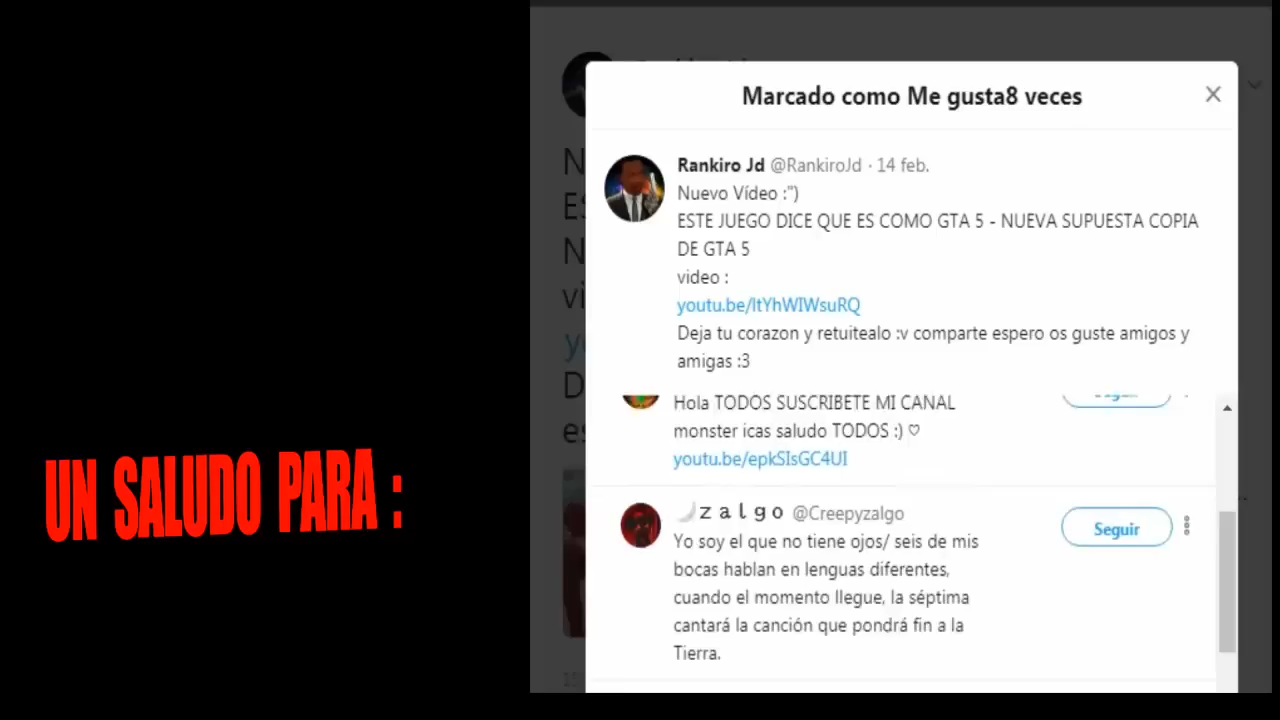 Marcado como Me gusta8 veces
Rankiro Jd @RankiroJd · 14 feb.
Nuevo Vídeo :")
ESTE JUEGO DICE QUE ES COMO GTA 5 - NUEVA SUPUESTA COPIA
DE GTA 5
video :
youtu.be/ltYhWIWsuRQ
Deja tu corazon y retuitealo :v comparte espero os guste amigos y
amigas :3
Hola TODOS SUSCRIBETE MI CANAL
monster icas saludo TODOS :) ♡
youtu.be/epkSIsGC4UI
UN SALUDO PARA :
🌙z a l g o @Creepyzalgo
Seguir
Yo soy el que no tiene ojos/ seis de mis
bocas hablan en lenguas diferentes,
cuando el momento llegue, la séptima
cantará la canción que pondrá fin a la
Tierra.